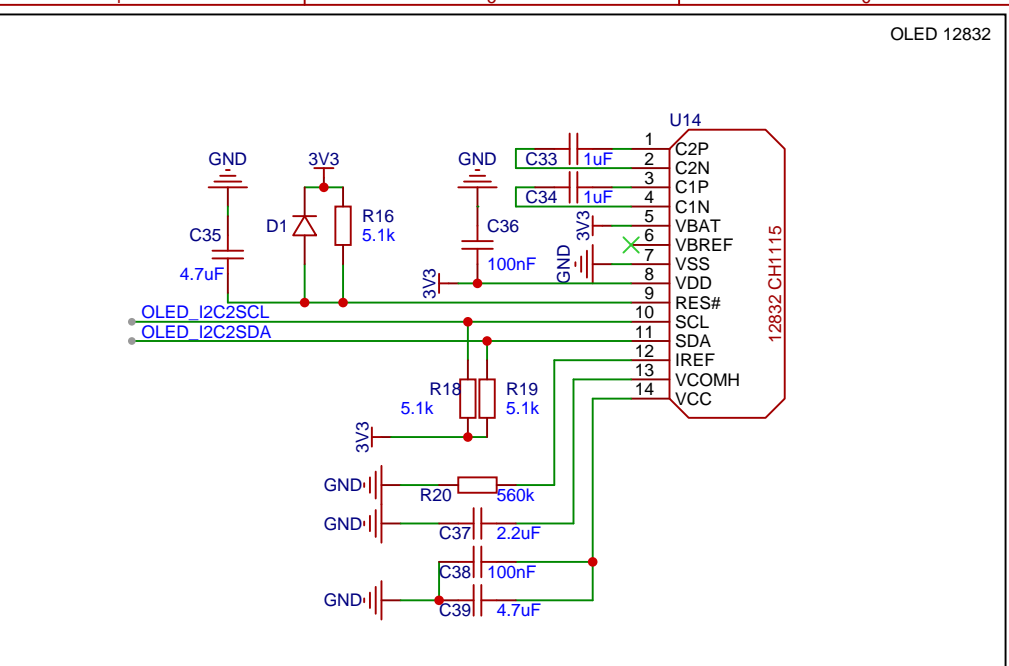 OLED 12832
U14
1
C2P
C33
1uF
2
C2N
3
C1P
C34
1uF
4
C1N
GND
3V3
GND
3V3
5
VBAT
6
VBREF
GND
7
VSS
D1
R16
5.1k
C36
100nF
C35
4.7uF
3V3
8
VDD
9
RES#
OLED_I2C2SCL
10
SCL
OLED_I2C2SDA
11
SDA
12
IREF
13
VCOMH
14
VCC
12832 CH1115
R18
5.1k
R19
5.1k
3V3
GND
R20
560k
GND
C37
2.2uF
C38
100nF
GND
C39
4.7uF